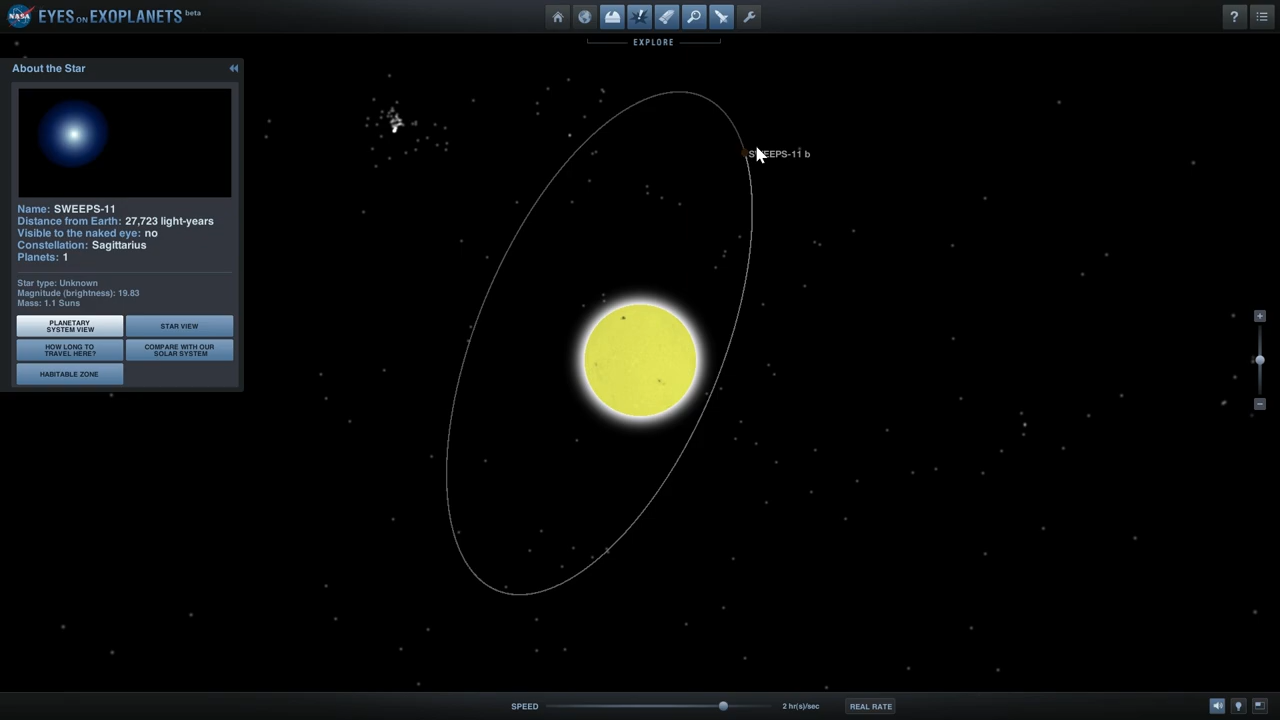 NASA EYES ON EXOPLANETS beta
?
EXPLORE
About the Star
Name: SWEEPS-11
Distance from Earth: 27,723 light-years
Visible to the naked eye: no
Constellation: Sagittarius
Planets: 1
Star type: Unknown
Magnitude (brightness): 19.83
Mass: 1.1 Suns
PLANETARY
SYSTEM VIEW
STAR VIEW
HOW LONG TO
TRAVEL HERE?
COMPARE WITH OUR
SOLAR SYSTEM
HABITABLE ZONE
SWEEPS-11 b
+
−
SPEED
2 hr(s)/sec
REAL RATE